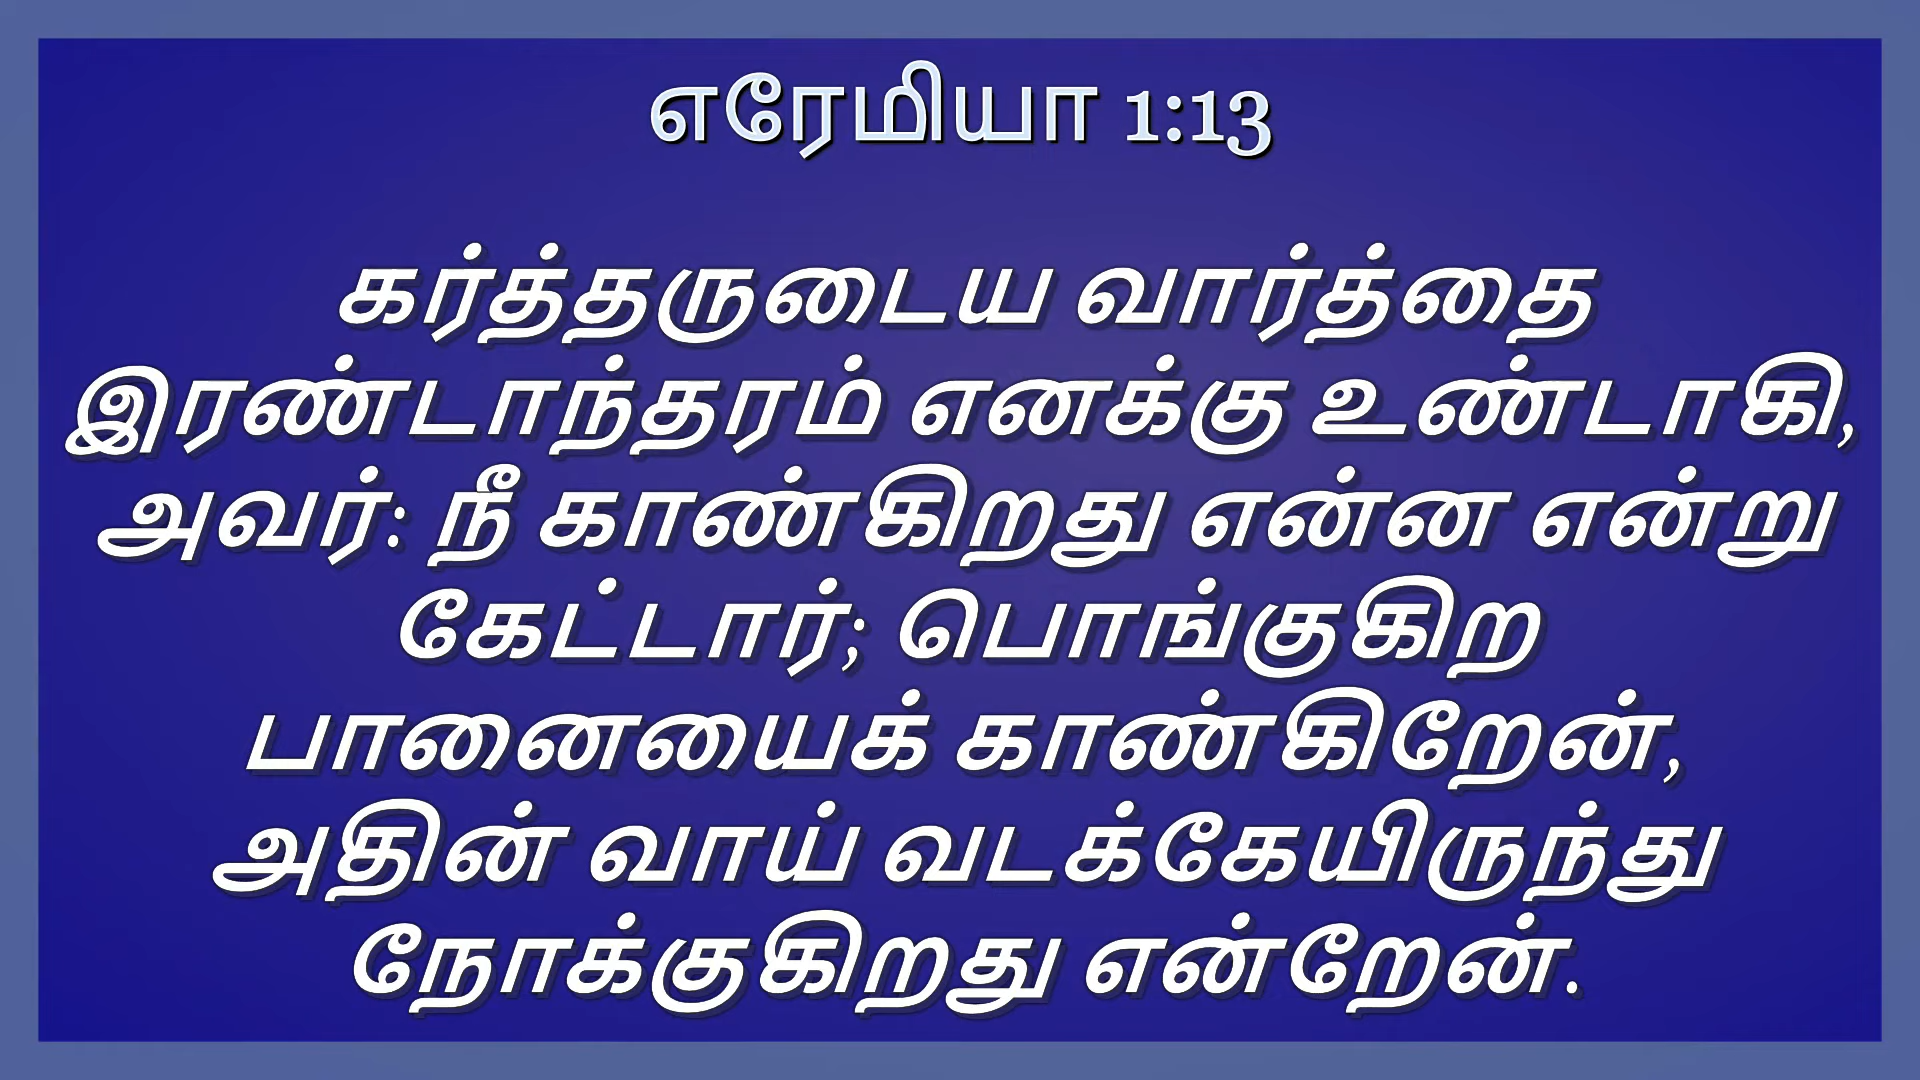 எரேமியா 1:13
கர்த்தருடைய வார்த்தை
இரண்டாந்தரம் எனக்கு உண்டாகி,
அவர்: நீ காண்கிறது என்ன என்று
கேட்டார்; பொங்குகிற
பானையைக் காண்கிறேன்,
அதின் வாய் வடக்கேயிருந்து
நோக்குகிறது என்றேன்.